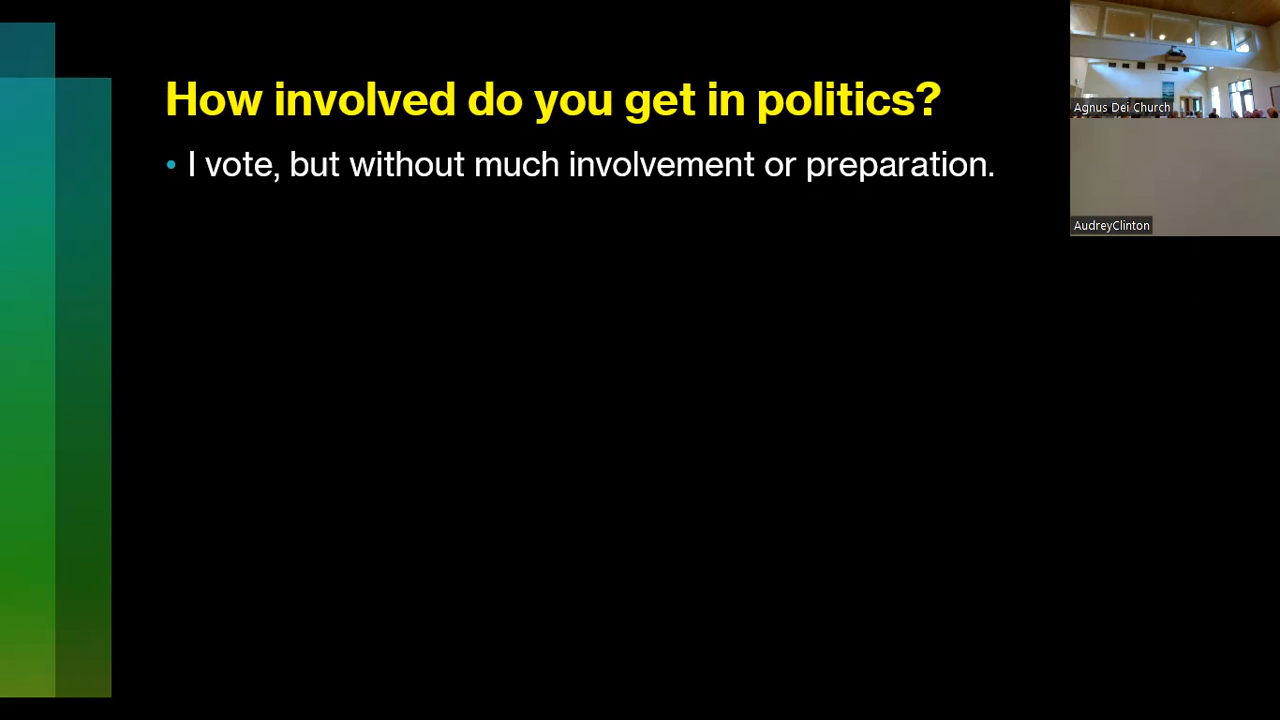 How involved do you get in politics?
• I vote, but without much involvement or preparation.
Agnus Dei Church
AudreyClinton